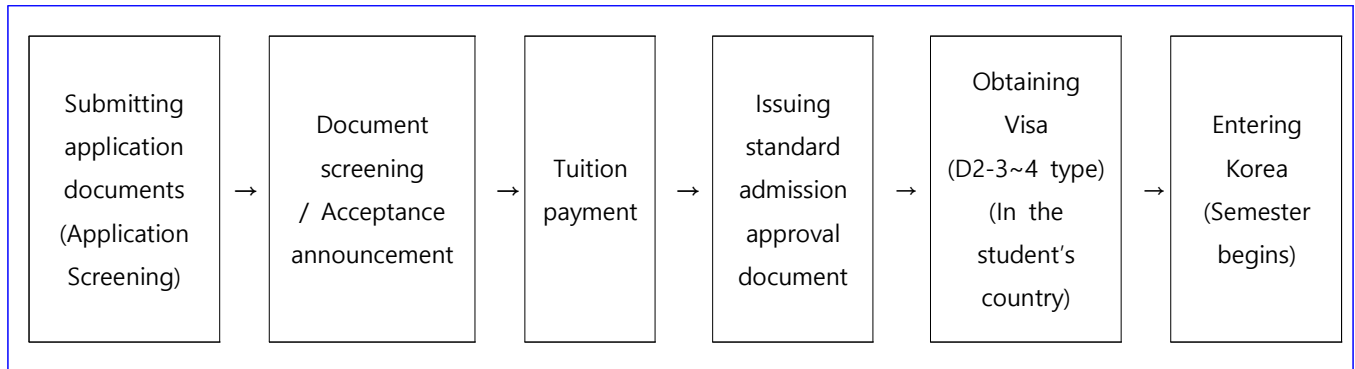 Submitting
application
documents
(Application
Screening)
→
Document
screening
/ Acceptance
announcement
→
Tuition
payment
→
Issuing
standard
admission
approval
document
→
Obtaining
Visa
(D2-3~4 type)
(In the
student's
country)
→
Entering
Korea
(Semester
begins)